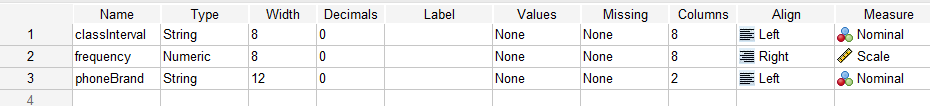 Name Type Width Decimals Label Values Missing Columns Align Measure
1 classInterval String 8 0 None None 8 Left Nominal
2 frequency Numeric 8 0 None None 8 Right Scale
3 phoneBrand String 12 0 None None 2 Left Nominal
4